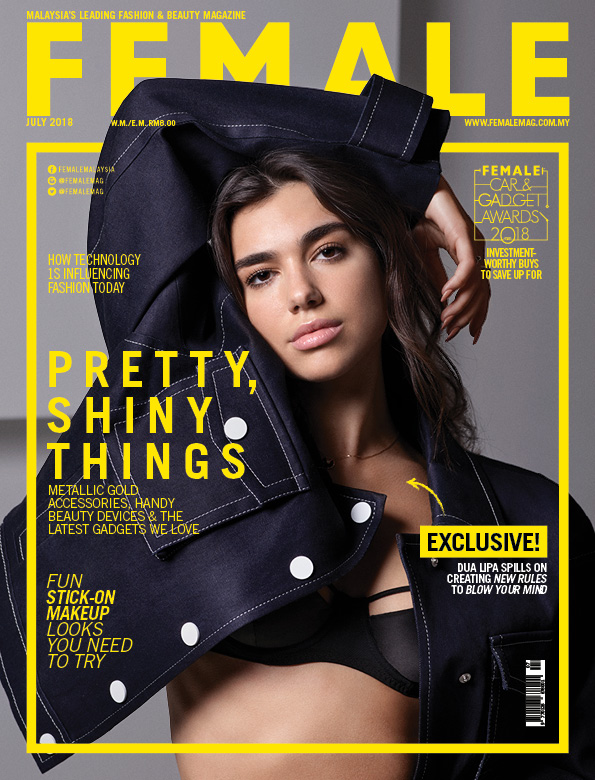 MALAYSIA'S LEADING FASHION & BEAUTY MAGAZINE
FEMALE
JULY 2018
W.M./E.M. RM8.00
WWW.FEMALEMAG.COM.MY
FEMALEMALAYSIA
@FEMALEMAG
@FEMALEMAG
FEMALE
CAR &
GADGET
AWARDS
2018
INVESTMENT-
WORTHY BUYS
TO SAVE UP FOR
HOW TECHNOLOGY
IS INFLUENCING
FASHION TODAY
PRETTY,
SHINY
THINGS
METALLIC GOLD
ACCESSORIES, HANDY
BEAUTY DEVICES & THE
LATEST GADGETS WE LOVE
EXCLUSIVE!
DUA LIPA SPILLS ON
CREATING NEW RULES
TO BLOW YOUR MIND
FUN
STICK-ON
MAKEUP
LOOKS
YOU NEED
TO TRY